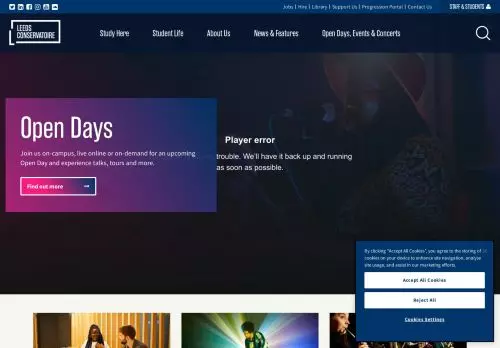 Jobs | Hire | Library | Support Us | Progression Portal | Contact Us
STAFF & STUDENTS
LEEDS
CONSERVATOIRE
Study Here
Student Life
About Us
News & Features
Open Days, Events & Concerts
Open Days
Join us on-campus, live online or on-demand for an upcoming
Open Day and experience talks, tours and more.
Find out more
Player error
trouble. We'll have it back up and running
as soon as possible.
By clicking "Accept All Cookies", you agree to the storing of
cookies on your device to enhance site navigation, analyse
site usage, and assist in our marketing efforts.
Accept All Cookies
Reject All
Cookies Settings